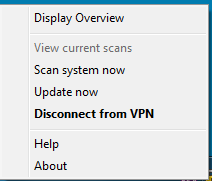 Display Overview
View current scans
Scan system now
Update now
Disconnect from VPN
Help
About